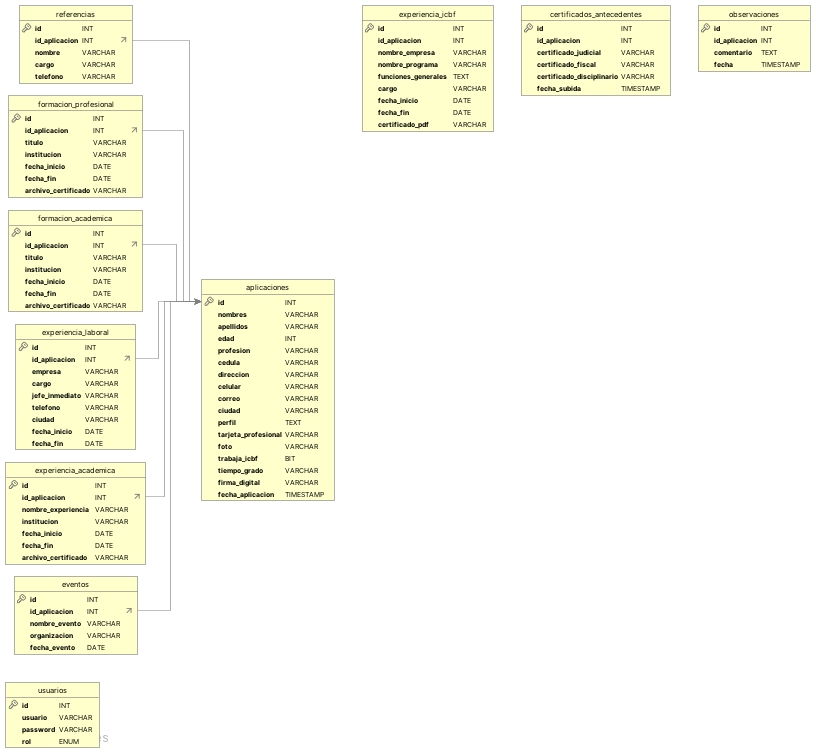 referencias
id INT
id_aplicacion INT
nombre VARCHAR
cargo VARCHAR
telefono VARCHAR
formacion_profesional
id INT
id_aplicacion INT
titulo VARCHAR
institucion VARCHAR
fecha_inicio DATE
fecha_fin DATE
archivo_certificado VARCHAR
formacion_academica
id INT
id_aplicacion INT
titulo VARCHAR
institucion VARCHAR
fecha_inicio DATE
fecha_fin DATE
archivo_certificado VARCHAR
experiencia_laboral
id INT
id_aplicacion INT
empresa VARCHAR
cargo VARCHAR
jefe_inmediato VARCHAR
telefono VARCHAR
ciudad VARCHAR
fecha_inicio DATE
fecha_fin DATE
experiencia_academica
id INT
id_aplicacion INT
nombre_experiencia VARCHAR
institucion VARCHAR
fecha_inicio DATE
fecha_fin DATE
archivo_certificado VARCHAR
eventos
id INT
id_aplicacion INT
nombre_evento VARCHAR
organizacion VARCHAR
fecha_evento DATE
usuarios
id INT
usuario VARCHAR
password VARCHAR
rol ENUM
aplicaciones
id INT
nombres VARCHAR
apellidos VARCHAR
edad INT
profesion VARCHAR
cedula VARCHAR
direccion VARCHAR
celular VARCHAR
correo VARCHAR
ciudad VARCHAR
perfil TEXT
tarjeta_profesional VARCHAR
foto VARCHAR
trabaja_icbf BIT
tiempo_grado VARCHAR
firma_digital VARCHAR
fecha_aplicacion TIMESTAMP
experiencia_icbf
id INT
id_aplicacion INT
nombre_empresa VARCHAR
nombre_programa VARCHAR
funciones_generales TEXT
cargo VARCHAR
fecha_inicio DATE
fecha_fin DATE
certificado_pdf VARCHAR
certificados_antecedentes
id INT
id_aplicacion INT
certificado_judicial VARCHAR
certificado_fiscal VARCHAR
certificado_disciplinario VARCHAR
fecha_subida TIMESTAMP
observaciones
id INT
id_aplicacion INT
comentario TEXT
fecha TIMESTAMP